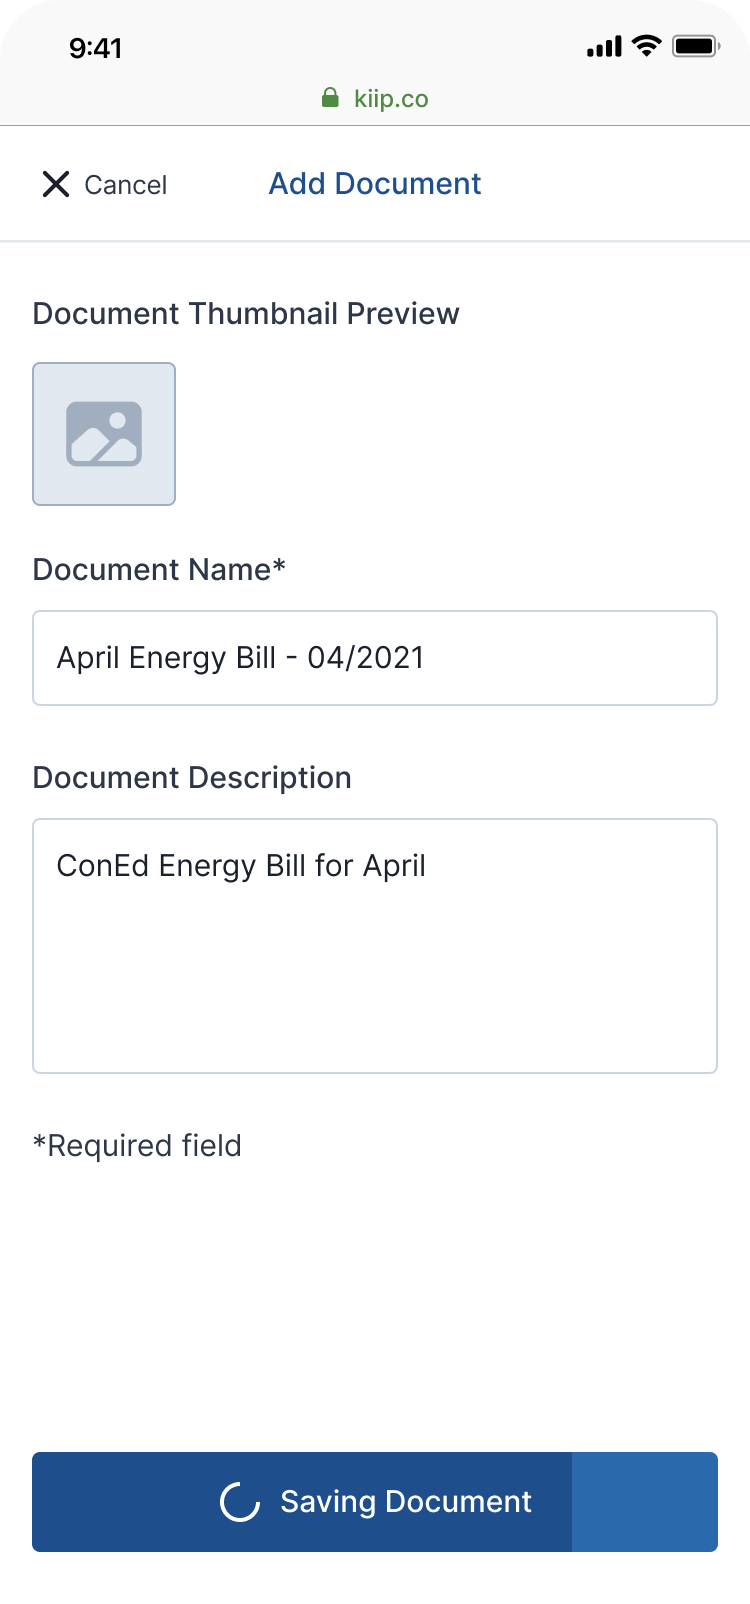 9:41
kiip.co
Cancel
Add Document
Document Thumbnail Preview
Document Name*
April Energy Bill - 04/2021
Document Description
ConEd Energy Bill for April
*Required field
Saving Document